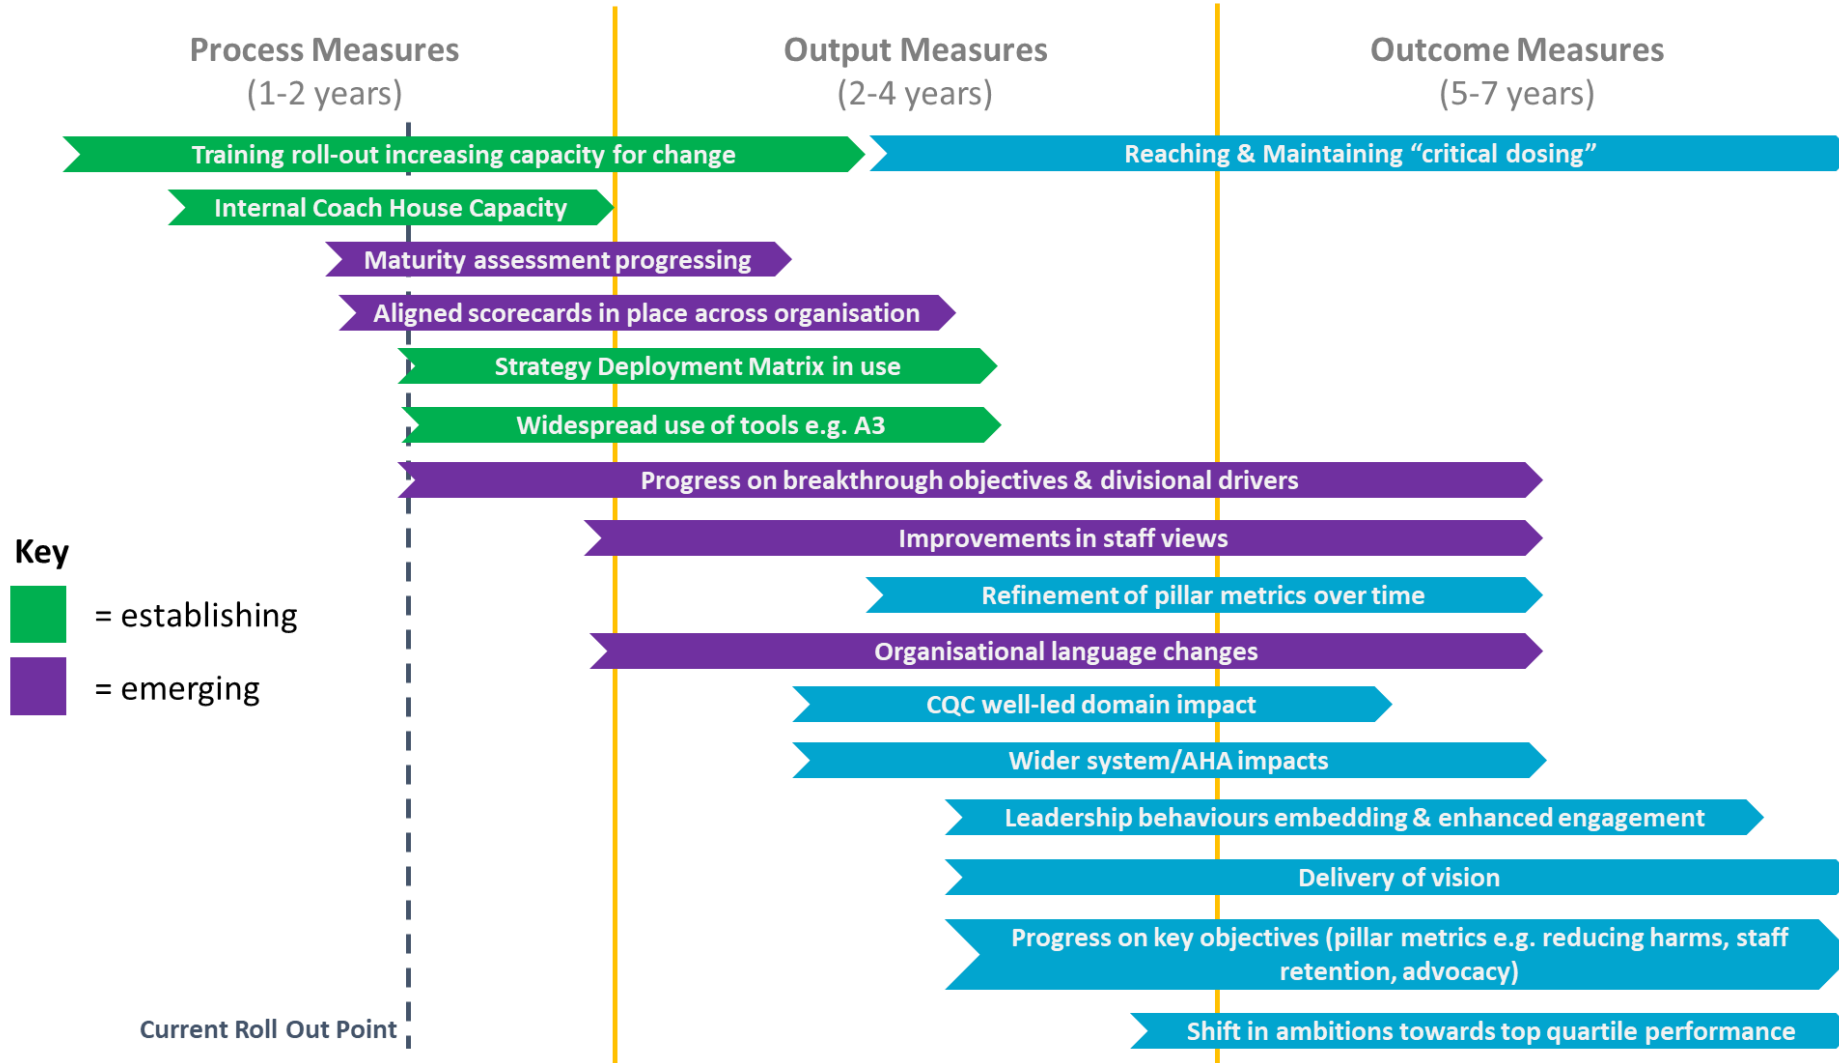 Process Measures
(1-2 years)
Output Measures
(2-4 years)
Outcome Measures
(5-7 years)
Training roll-out increasing capacity for change
Reaching & Maintaining “critical dosing”
Internal Coach House Capacity
Maturity assessment progressing
Aligned scorecards in place across organisation
Strategy Deployment Matrix in use
Widespread use of tools e.g. A3
Progress on breakthrough objectives & divisional drivers
Improvements in staff views
Key
= establishing
= emerging
Refinement of pillar metrics over time
Organisational language changes
CQC well-led domain impact
Wider system/AHA impacts
Leadership behaviours embedding & enhanced engagement
Delivery of vision
Progress on key objectives (pillar metrics e.g. reducing harms, staff
retention, advocacy)
Current Roll Out Point
Shift in ambitions towards top quartile performance